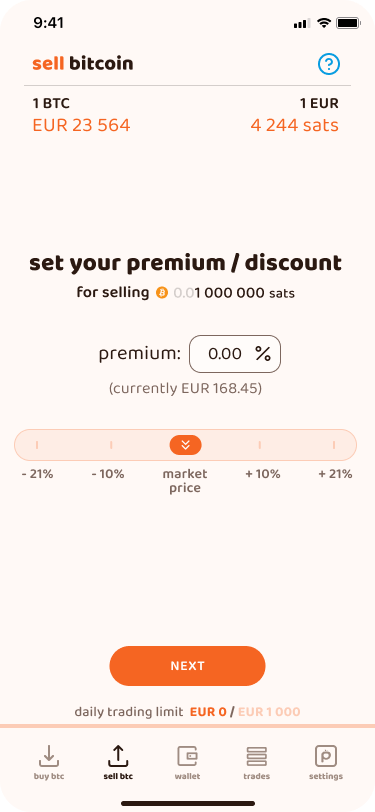 9:41
sell bitcoin
1 BTC 1 EUR
EUR 23 564 4 244 sats
set your premium / discount
for selling 0.01 000 000 sats
premium: 0.00 %
(currently EUR 168.45)
- 21% - 10% market price + 10% + 21%
NEXT
daily trading limit EUR 0 / EUR 1 000
buy btc sell btc wallet trades settings